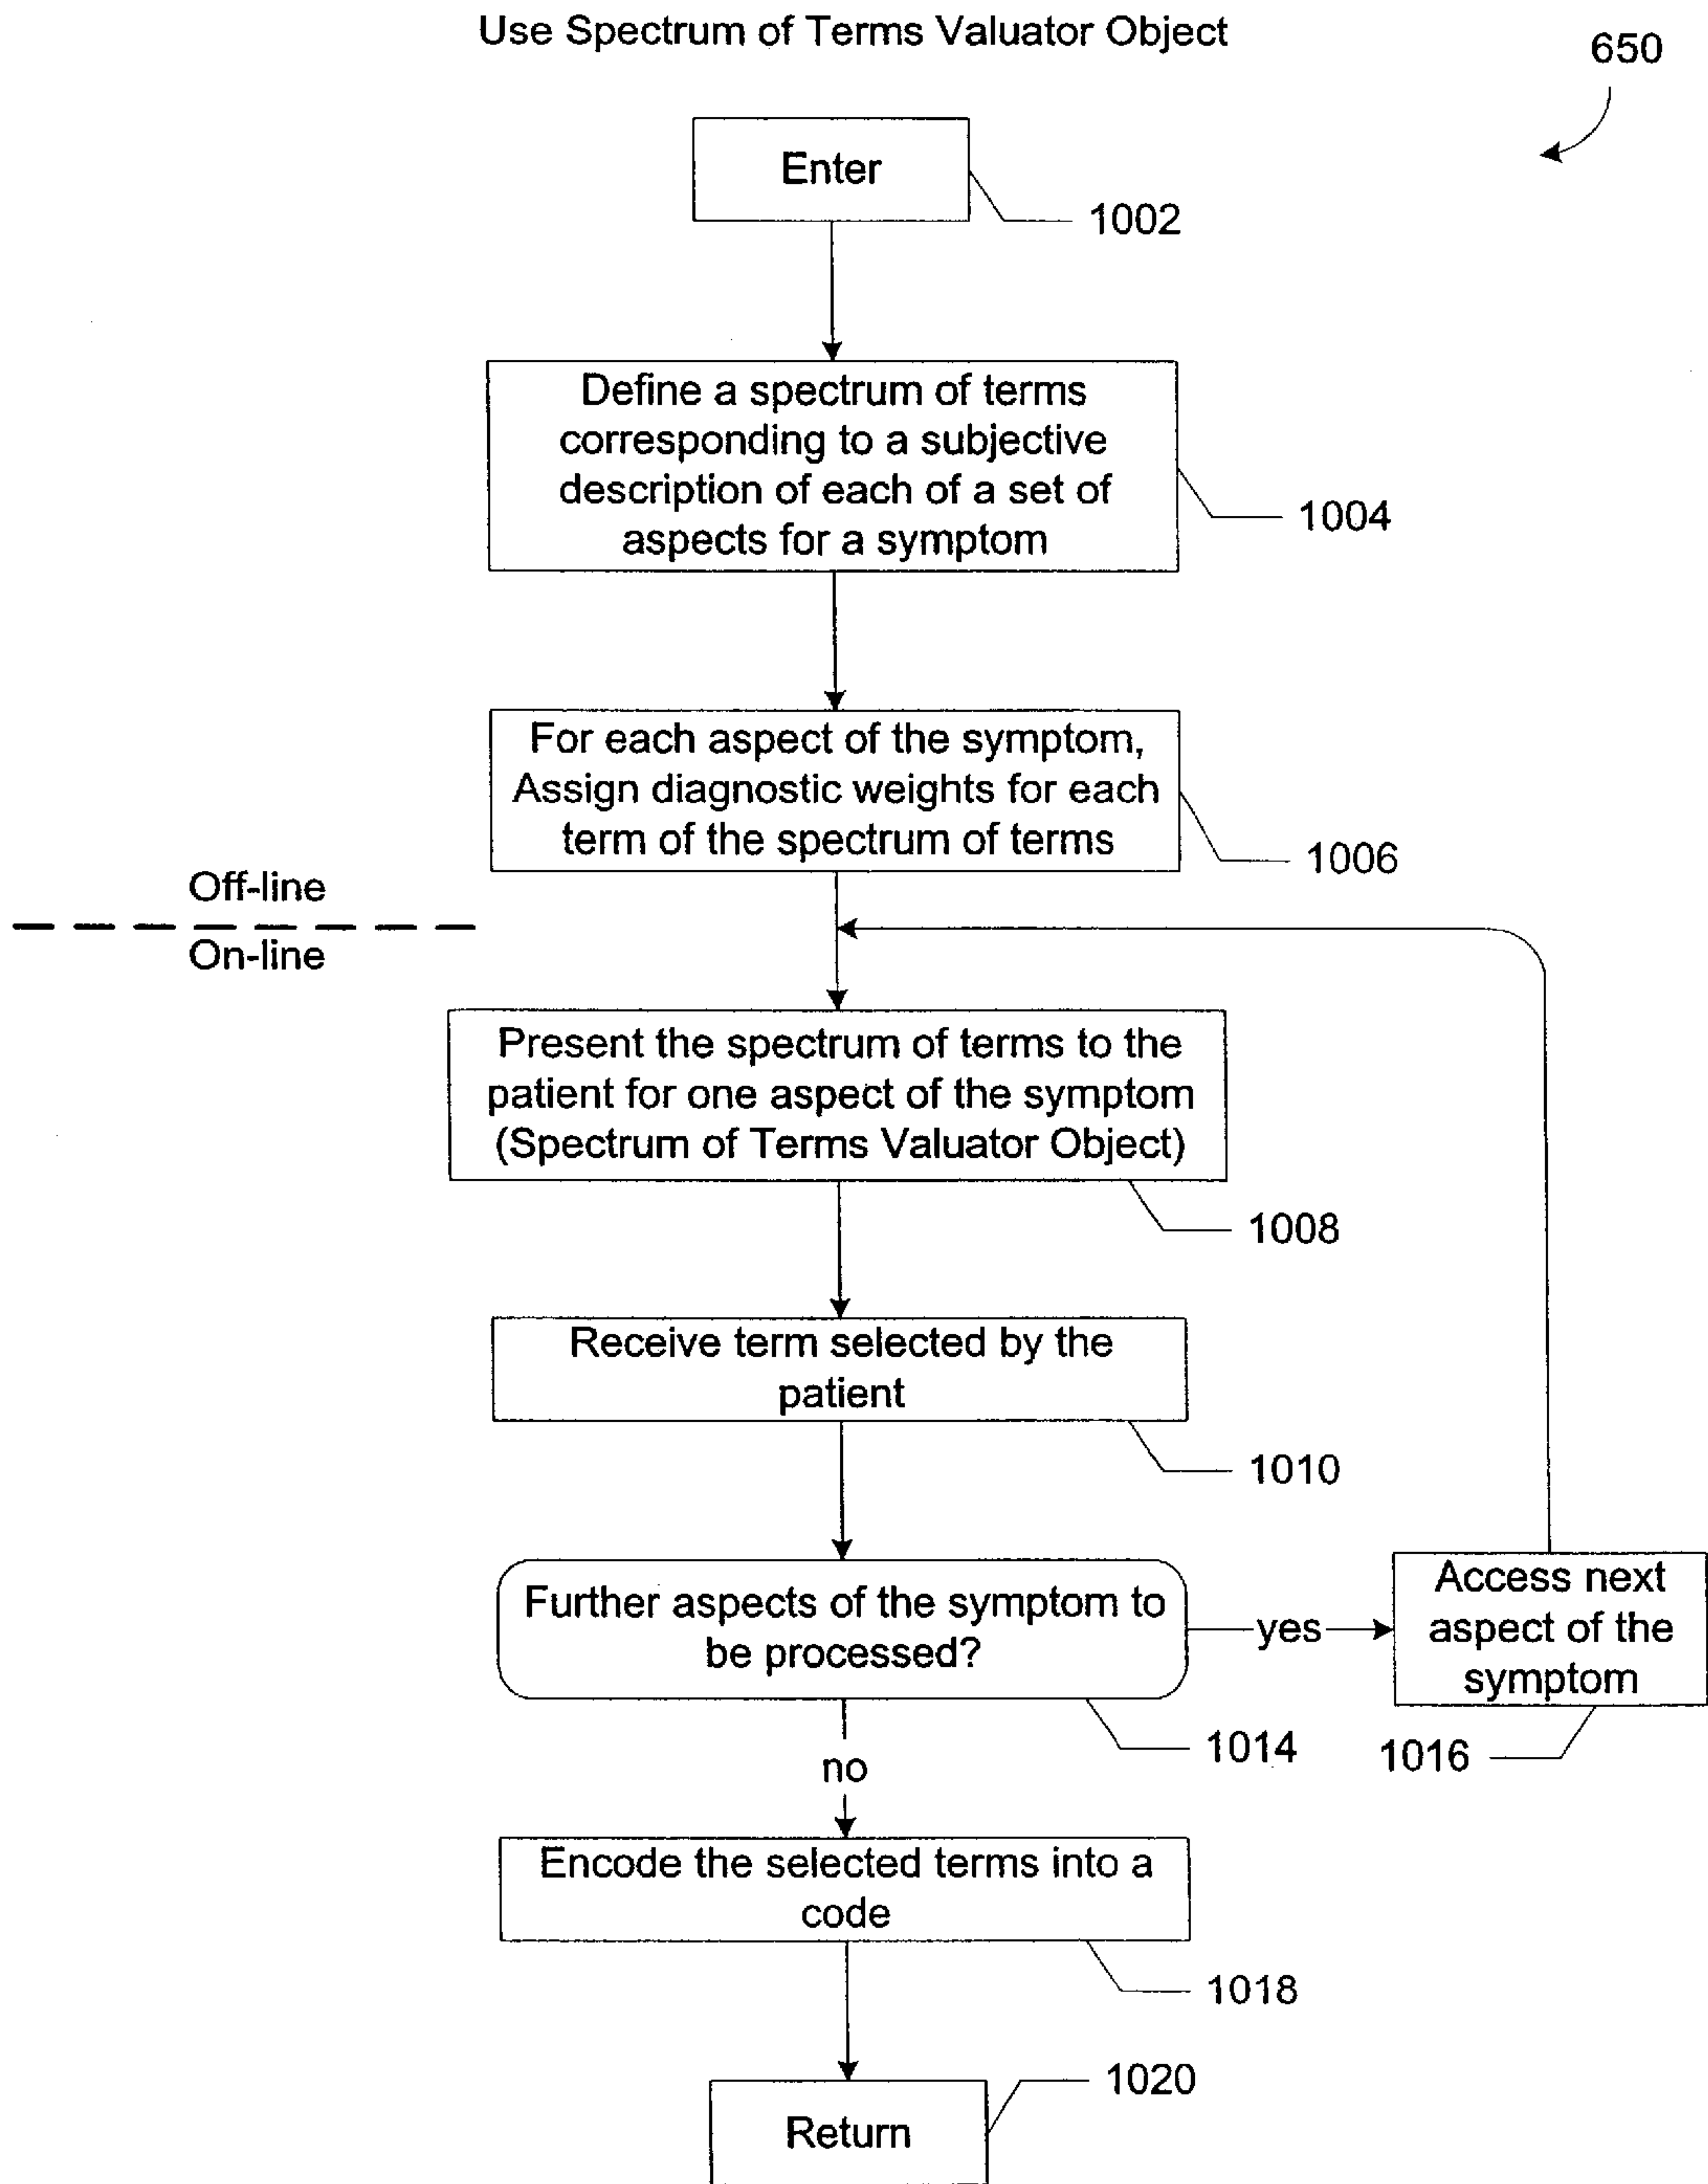 Use Spectrum of Terms Valuator Object
650
Enter
1002
Define a spectrum of terms
corresponding to a subjective
description of each of a set of
aspects for a symptom
1004
For each aspect of the symptom,
Assign diagnostic weights for each
term of the spectrum of terms
1006
Off-line
On-line
Present the spectrum of terms to the
patient for one aspect of the symptom
(Spectrum of Terms Valuator Object)
1008
Receive term selected by the
patient
1010
Further aspects of the symptom to
be processed?
1014
yes
Access next
aspect of the
symptom
1016
no
Encode the selected terms into a
code
1018
Return
1020